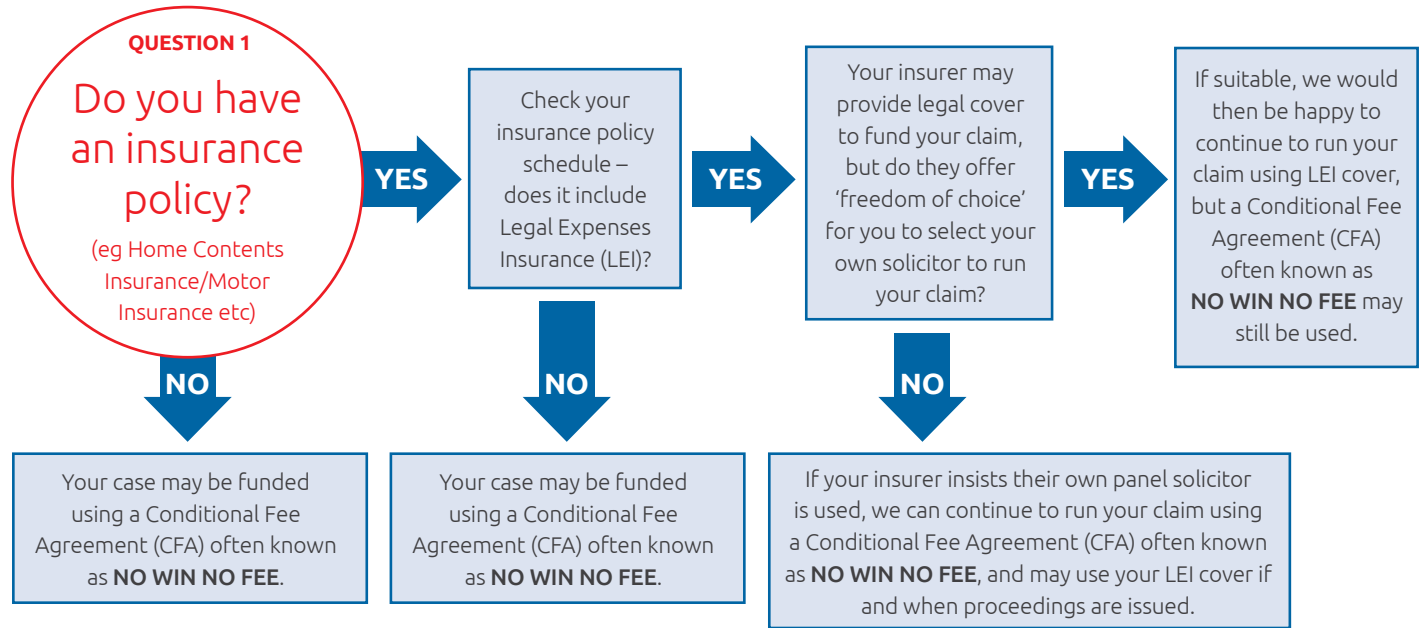 QUESTION 1
Do you have
an insurance
policy?
(eg Home Contents
Insurance/Motor
Insurance etc)
YES
Check your
insurance policy
schedule –
does it include
Legal Expenses
Insurance (LEI)?
YES
Your insurer may
provide legal cover
to fund your claim,
but do they offer
‘freedom of choice’
for you to select your
own solicitor to run
your claim?
YES
If suitable, we would
then be happy to
continue to run your
claim using LEI cover,
but a Conditional Fee
Agreement (CFA)
often known as
NO WIN NO FEE may
still be used.
NO
NO
NO
Your case may be funded
using a Conditional Fee
Agreement (CFA) often known
as NO WIN NO FEE.
Your case may be funded
using a Conditional Fee
Agreement (CFA) often known
as NO WIN NO FEE.
If your insurer insists their own panel solicitor
is used, we can continue to run your claim using
a Conditional Fee Agreement (CFA) often known
as NO WIN NO FEE, and may use your LEI cover if
and when proceedings are issued.